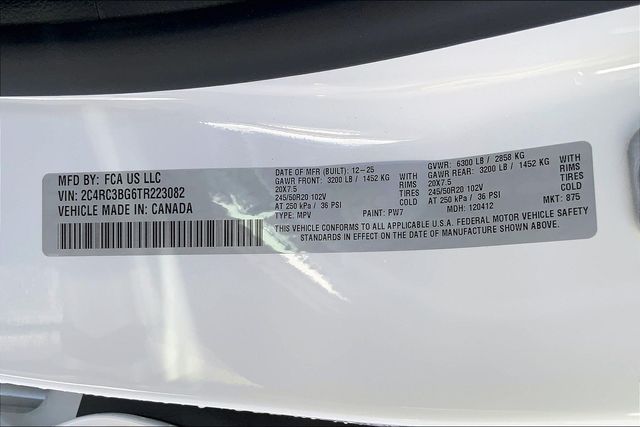 MFD BY: FCA US LLC
VIN: 2C4RC3BG6TR223082
VEHICLE MADE IN: CANADA
DATE OF MFR (BUILT): 12-25
GAWR FRONT: 3200 LB / 1452 KG WITH
20X7.5 RIMS
245/50R20 102V TIRES
AT 250 kPa / 36 PSI COLD
TYPE: MPV PAINT: PW7
GVWR: 6300 LB / 2858 KG
GAWR REAR: 3200 LB / 1452 KG WITH
20X7.5 RIMS
245/50R20 102V TIRES
AT 250 kPa / 36 PSI COLD
MDH: 120412 MKT: 875
THIS VEHICLE CONFORMS TO ALL APPLICABLE U.S.A. FEDERAL MOTOR VEHICLE SAFETY
STANDARDS IN EFFECT ON THE DATE OF MANUFACTURE SHOWN ABOVE.